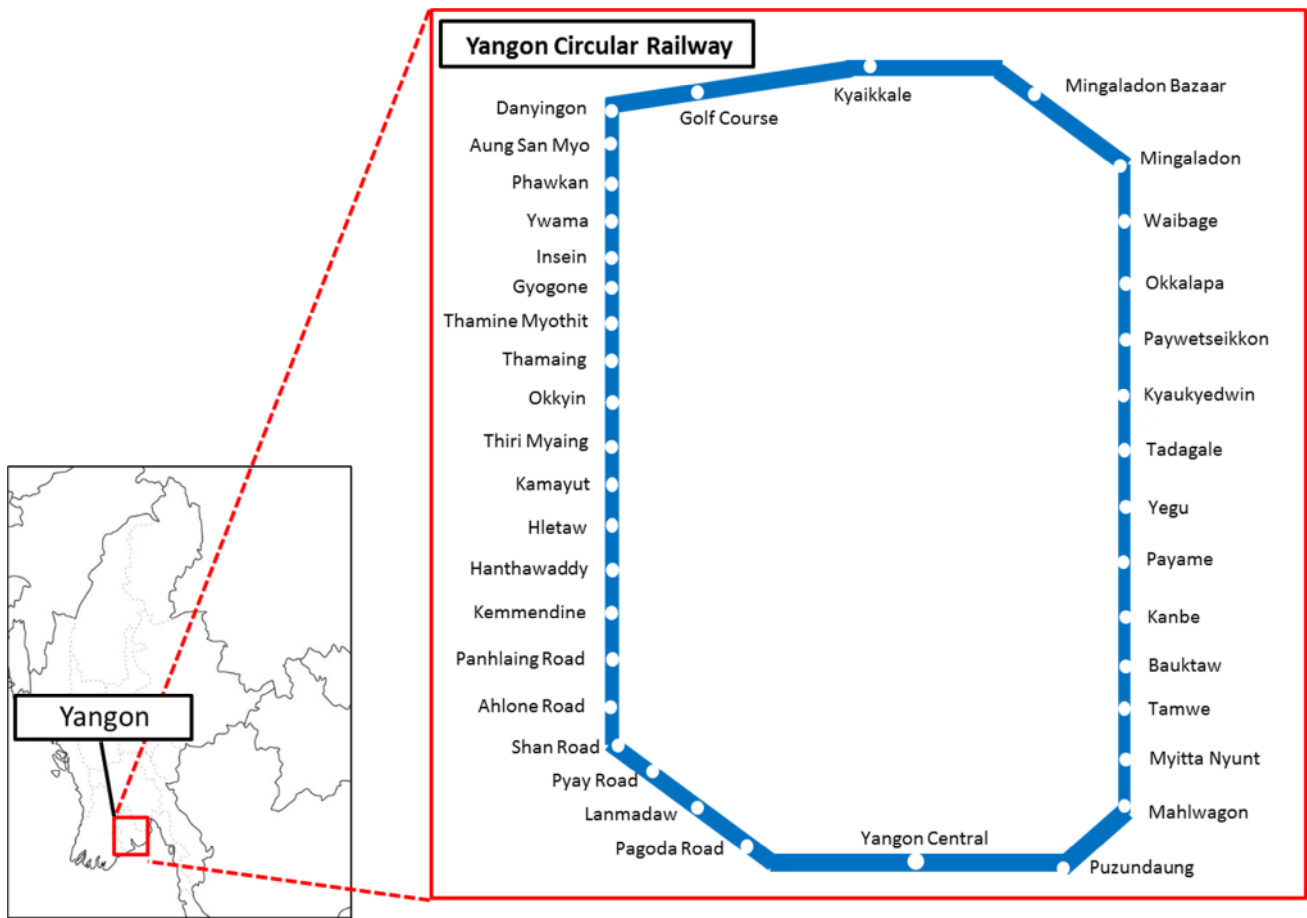 Yangon Circular Railway
Kyaikkale
Golf Course
Mingaladon Bazaar
Danyingon
Aung San Myo
Phawkan
Ywama
Insein
Gyogone
Thamine Myothit
Thamaing
Okkyin
Thiri Myaing
Kamayut
Hletaw
Hanthawaddy
Kemmendine
Panhlaing Road
Ahlone Road
Shan Road
Pyay Road
Lanmadaw
Pagoda Road
Yangon Central
Mingaladon
Waibage
Okkalapa
Paywetseikkon
Kyaukyedwin
Tadagale
Yegu
Payame
Kanbe
Bauktaw
Tamwe
Myitta Nyunt
Mahlwagon
Puzundaung
Yangon